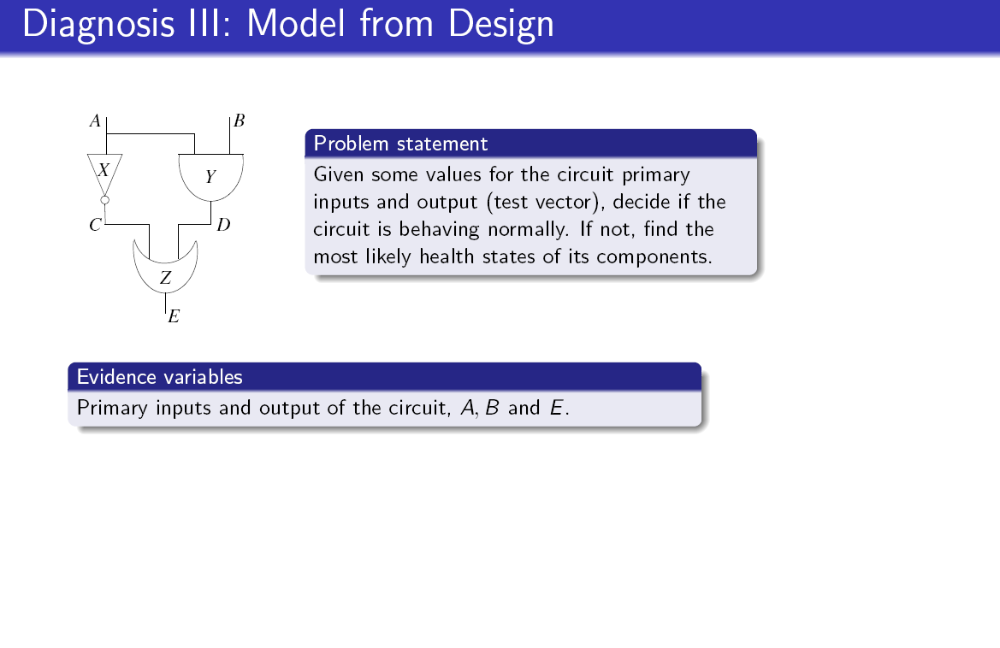 Diagnosis III: Model from Design
A
B
X
Y
C
D
Z
E
Problem statement
Given some values for the circuit primary
inputs and output (test vector), decide if the
circuit is behaving normally. If not, find the
most likely health states of its components.
Evidence variables
Primary inputs and output of the circuit, A, B and E.